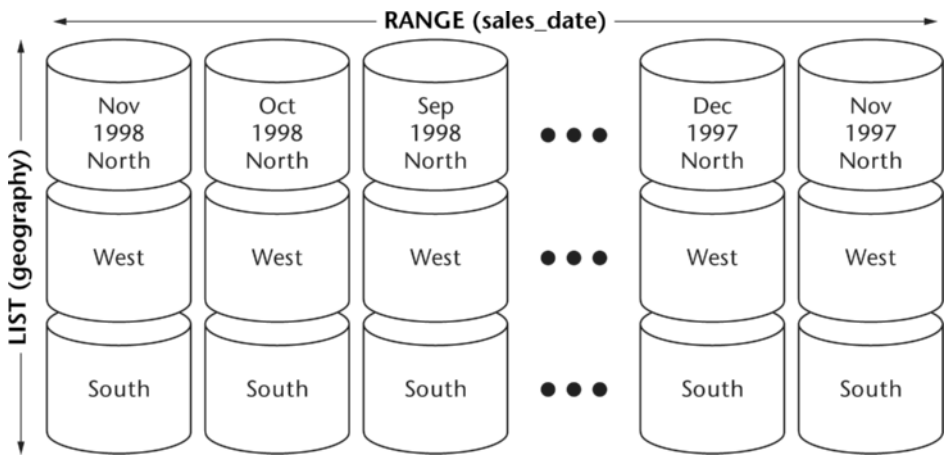 RANGE (sales_date)
LIST (geography)
Nov
1998
North
Oct
1998
North
Sep
1998
North
Dec
1997
North
Nov
1997
North
West
West
West
West
West
South
South
South
South
South